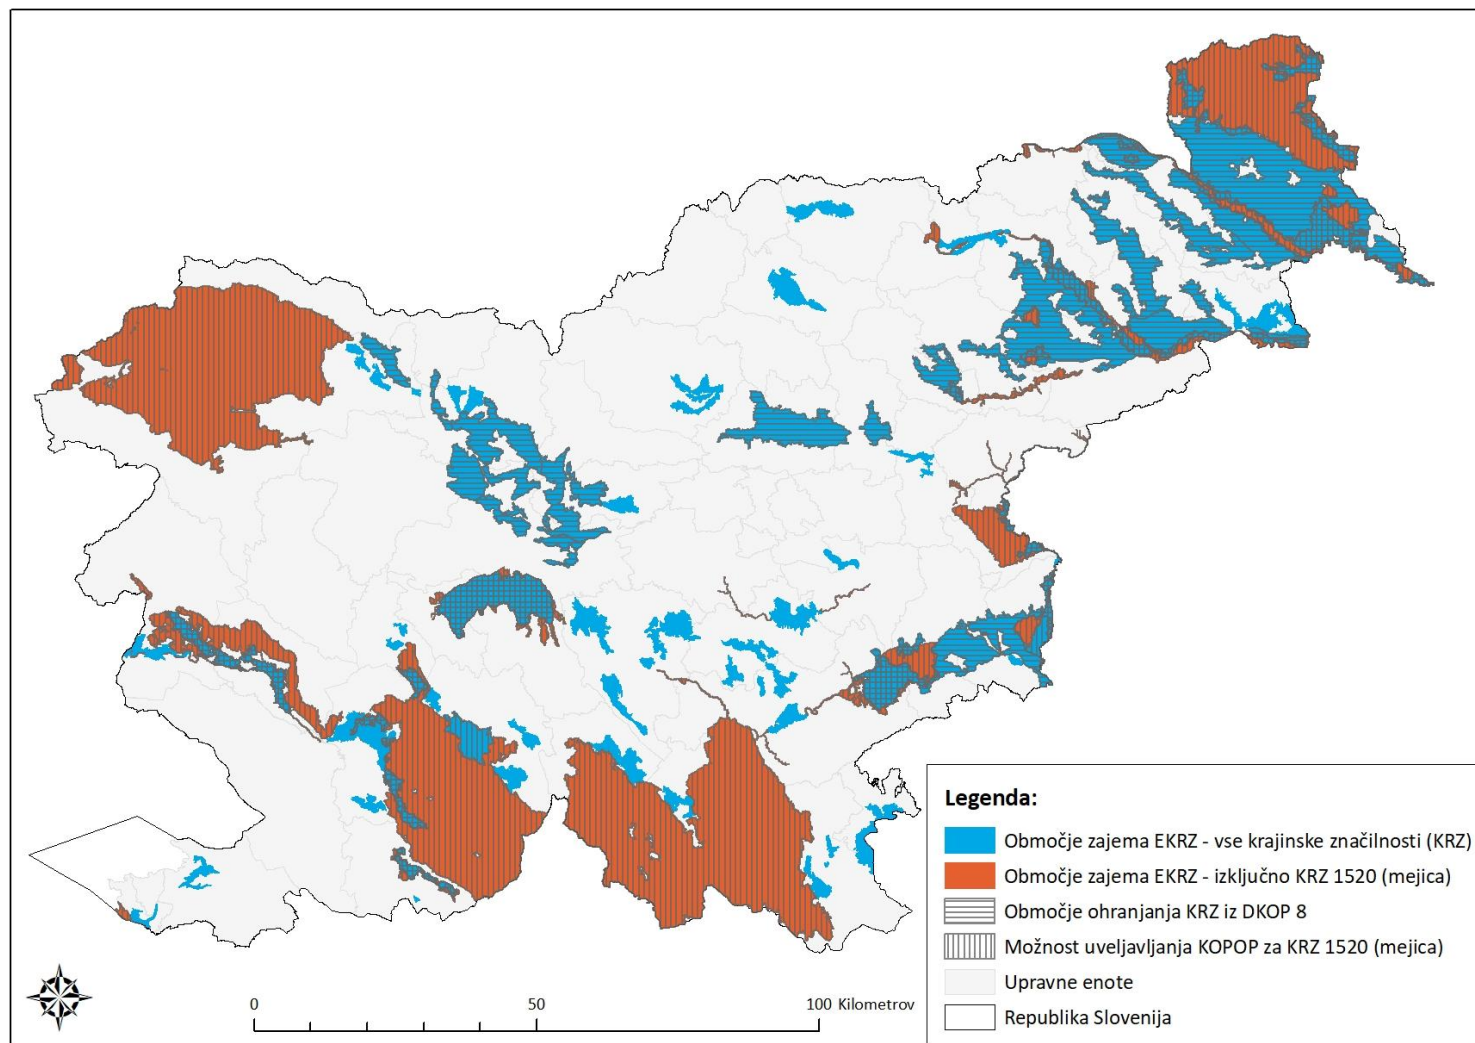 Legenda:
Območje zajema EKRZ - vse krajinske značilnosti (KRZ)
Območje zajema EKRZ - izključno KRZ 1520 (mejica)
Območje ohranjanja KRZ iz DKOP 8
Možnost uveljavljanja KOPOP za KRZ 1520 (mejica)
Upravne enote
Republika Slovenija
0 50 100 Kilometrov